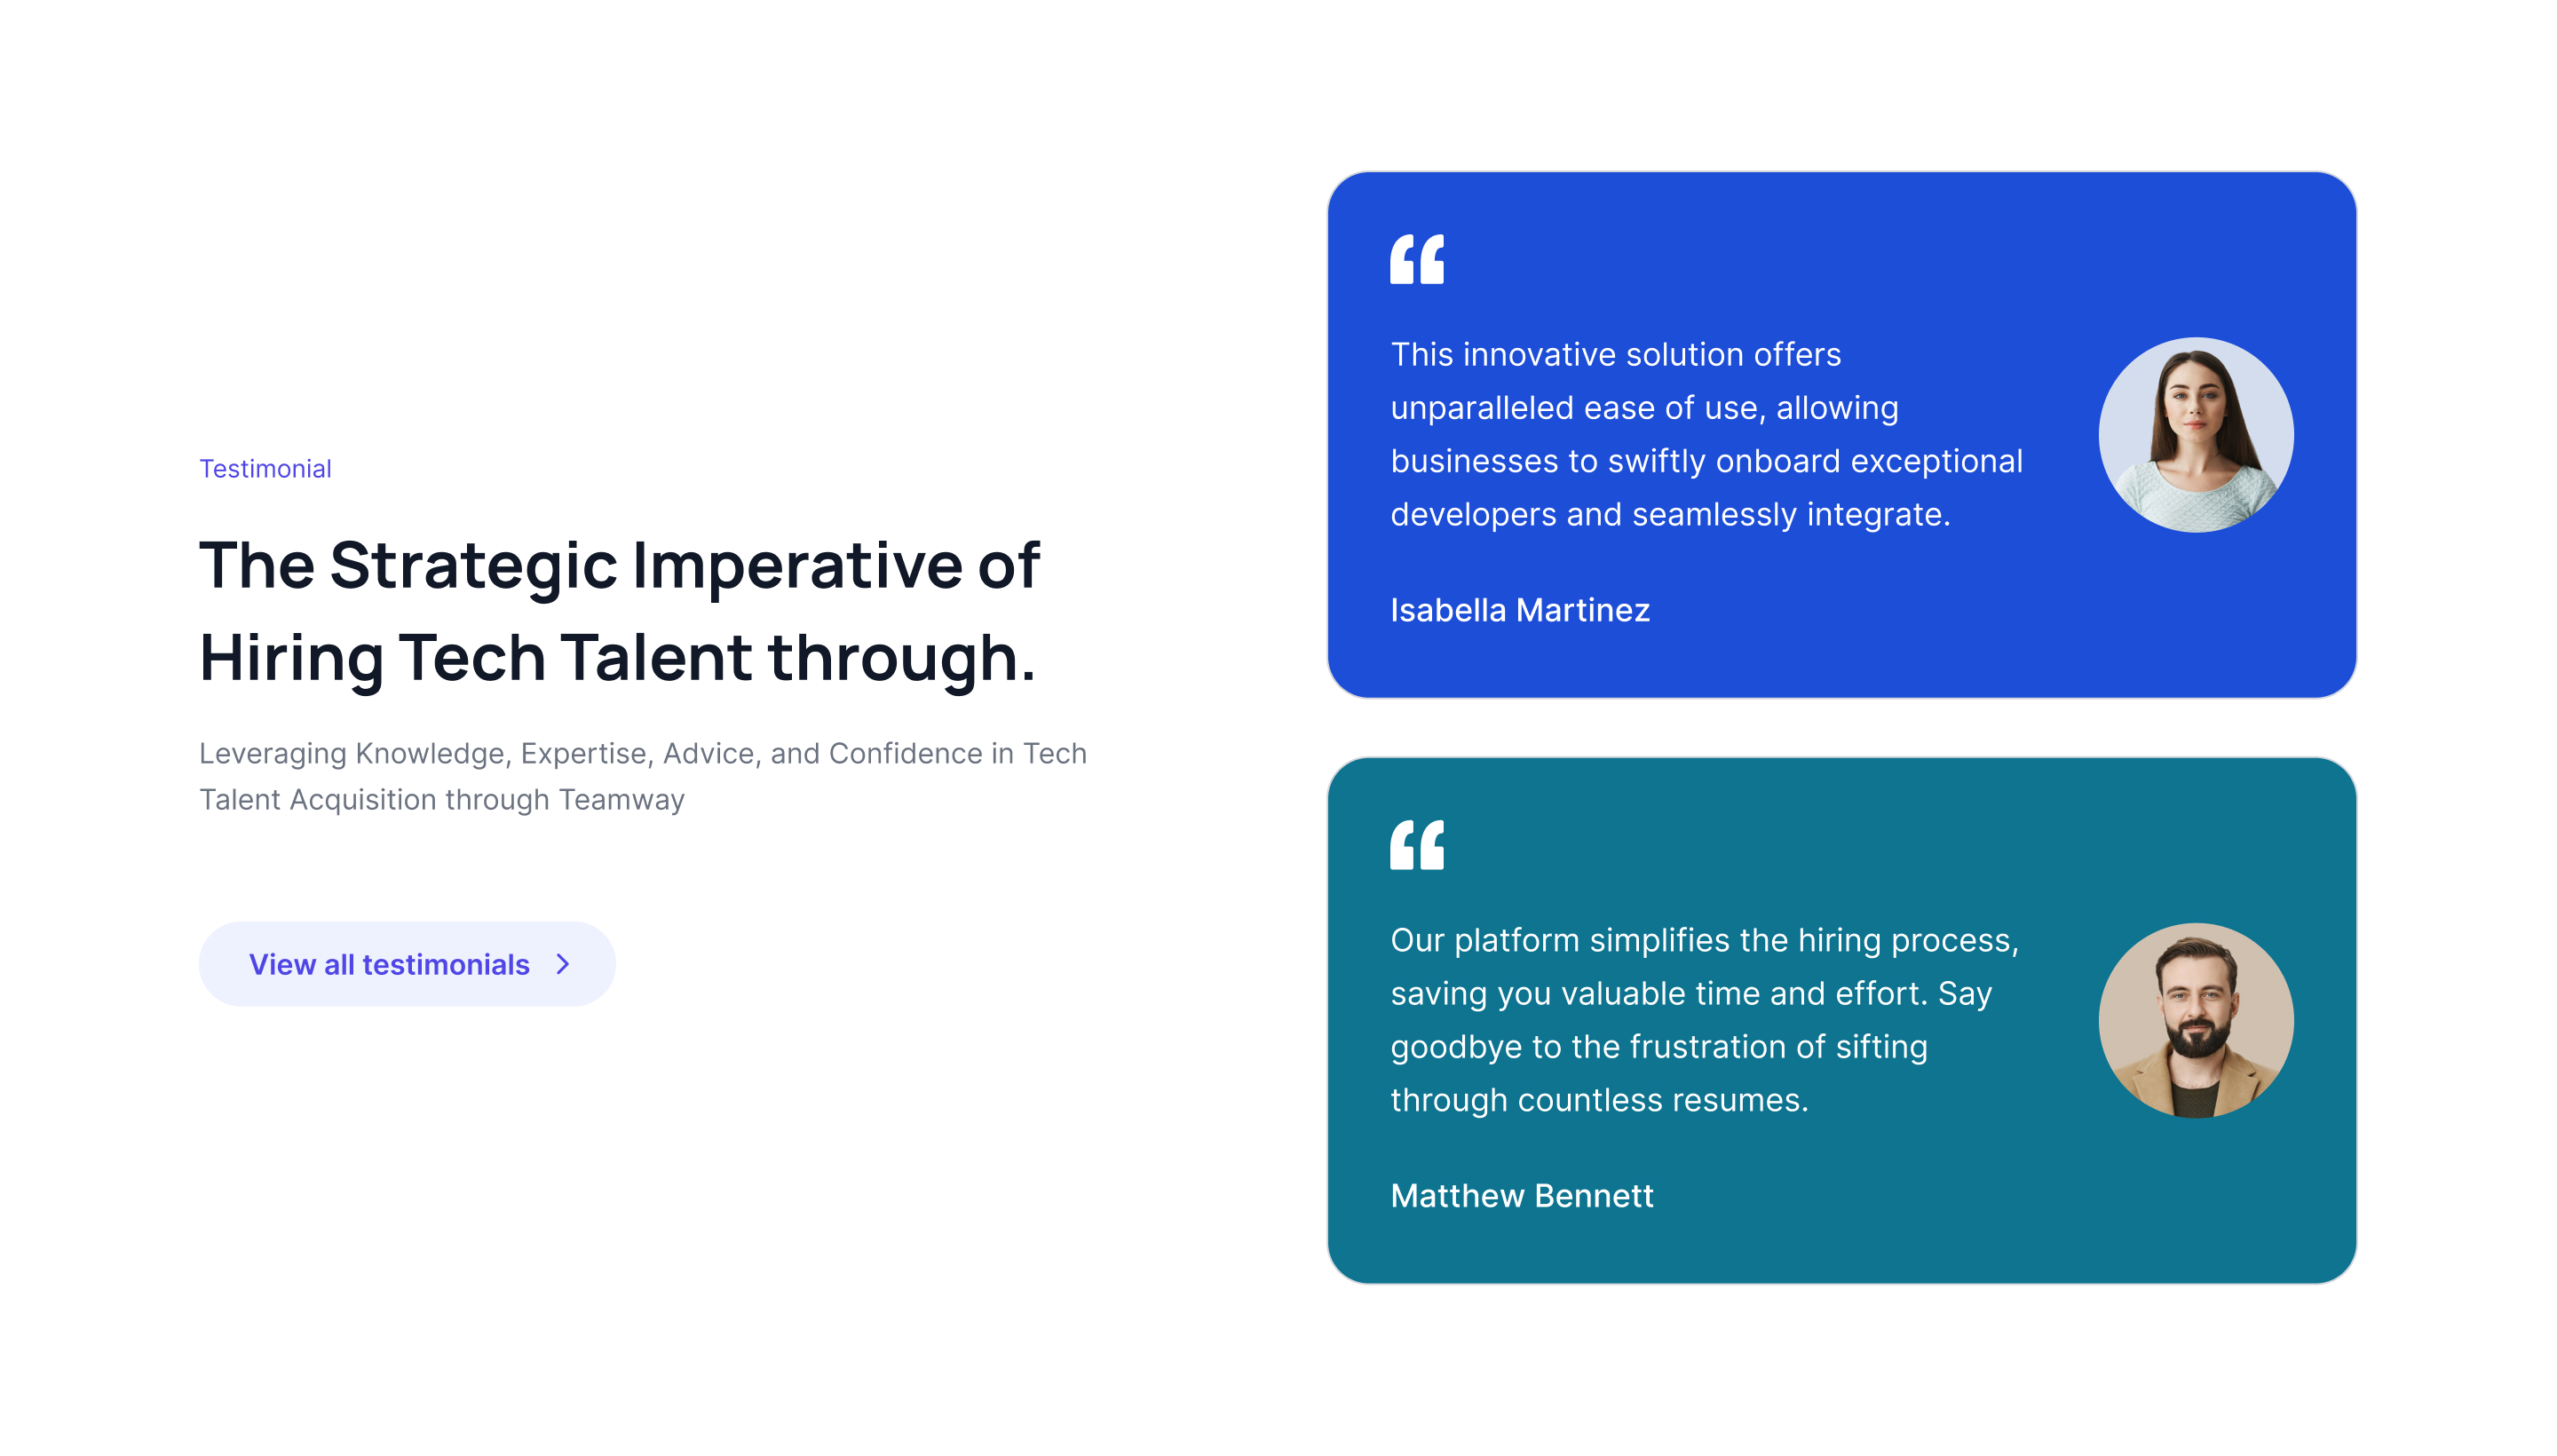 Testimonial
The Strategic Imperative of
Hiring Tech Talent through.
Leveraging Knowledge, Expertise, Advice, and Confidence in Tech
Talent Acquisition through Teamway
View all testimonials
“
This innovative solution offers
unparalleled ease of use, allowing
businesses to swiftly onboard exceptional
developers and seamlessly integrate.
Isabella Martinez
“
Our platform simplifies the hiring process,
saving you valuable time and effort. Say
goodbye to the frustration of sifting
through countless resumes.
Matthew Bennett